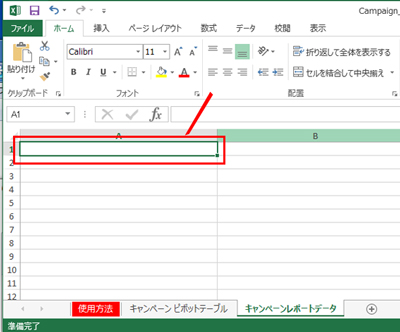 Campaign_
ファイル ホーム 挿入 ページ レイアウト 数式 データ 校閲 表示
貼り付け
Calibri 11
折り返して全体を表示する
B I U
セルを結合して中央揃え
クリップボード フォント 配置
A1 fx
A B
1
2
3
4
5
6
7
8
9
10
11
12
使用方法 キャンペーン ピボットテーブル キャンペーンレポートデータ
準備完了